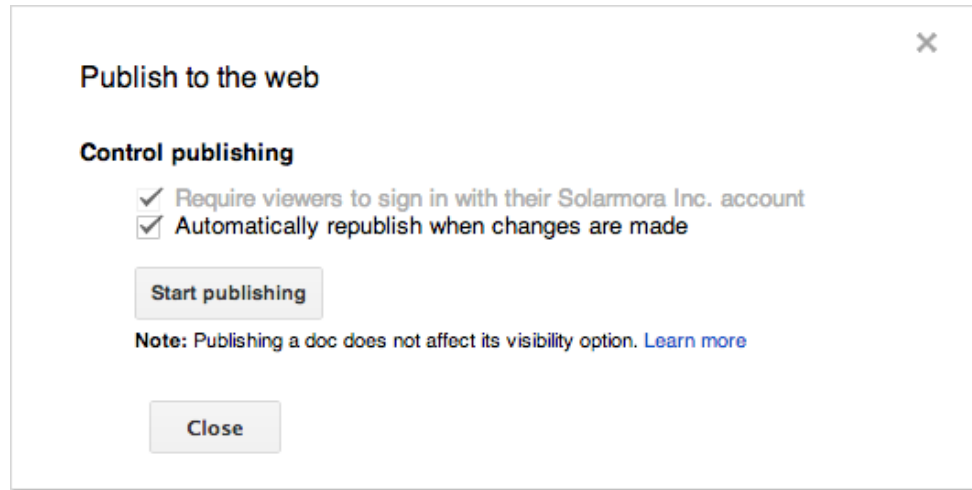 Publish to the web
Control publishing
Require viewers to sign in with their Solarmora Inc. account
Automatically republish when changes are made
Start publishing
Note: Publishing a doc does not affect its visibility option. Learn more
Close